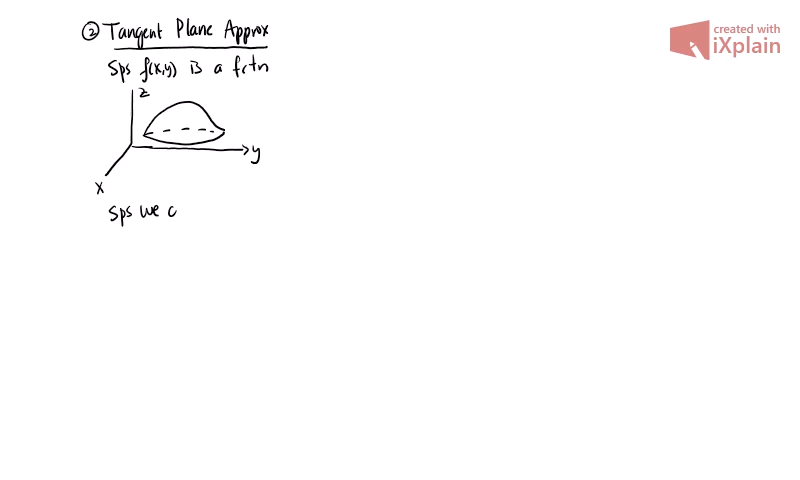 ② Tangent Plane Approx
Sps f(x,y) is a fctn
z
y
x
Sps we c
created with
iXplain